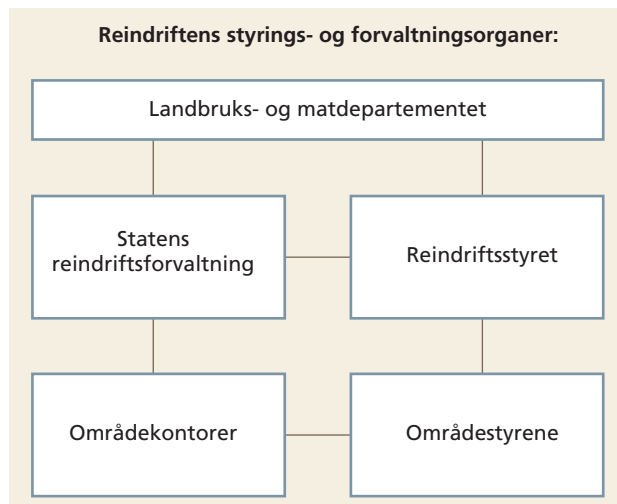 Reindriftens styrings- og forvaltningsorganer:
Landbruks- og matdepartementet
Statens
reindriftsforvaltning
Reindriftsstyret
Områdekontorer
Områdestyrene